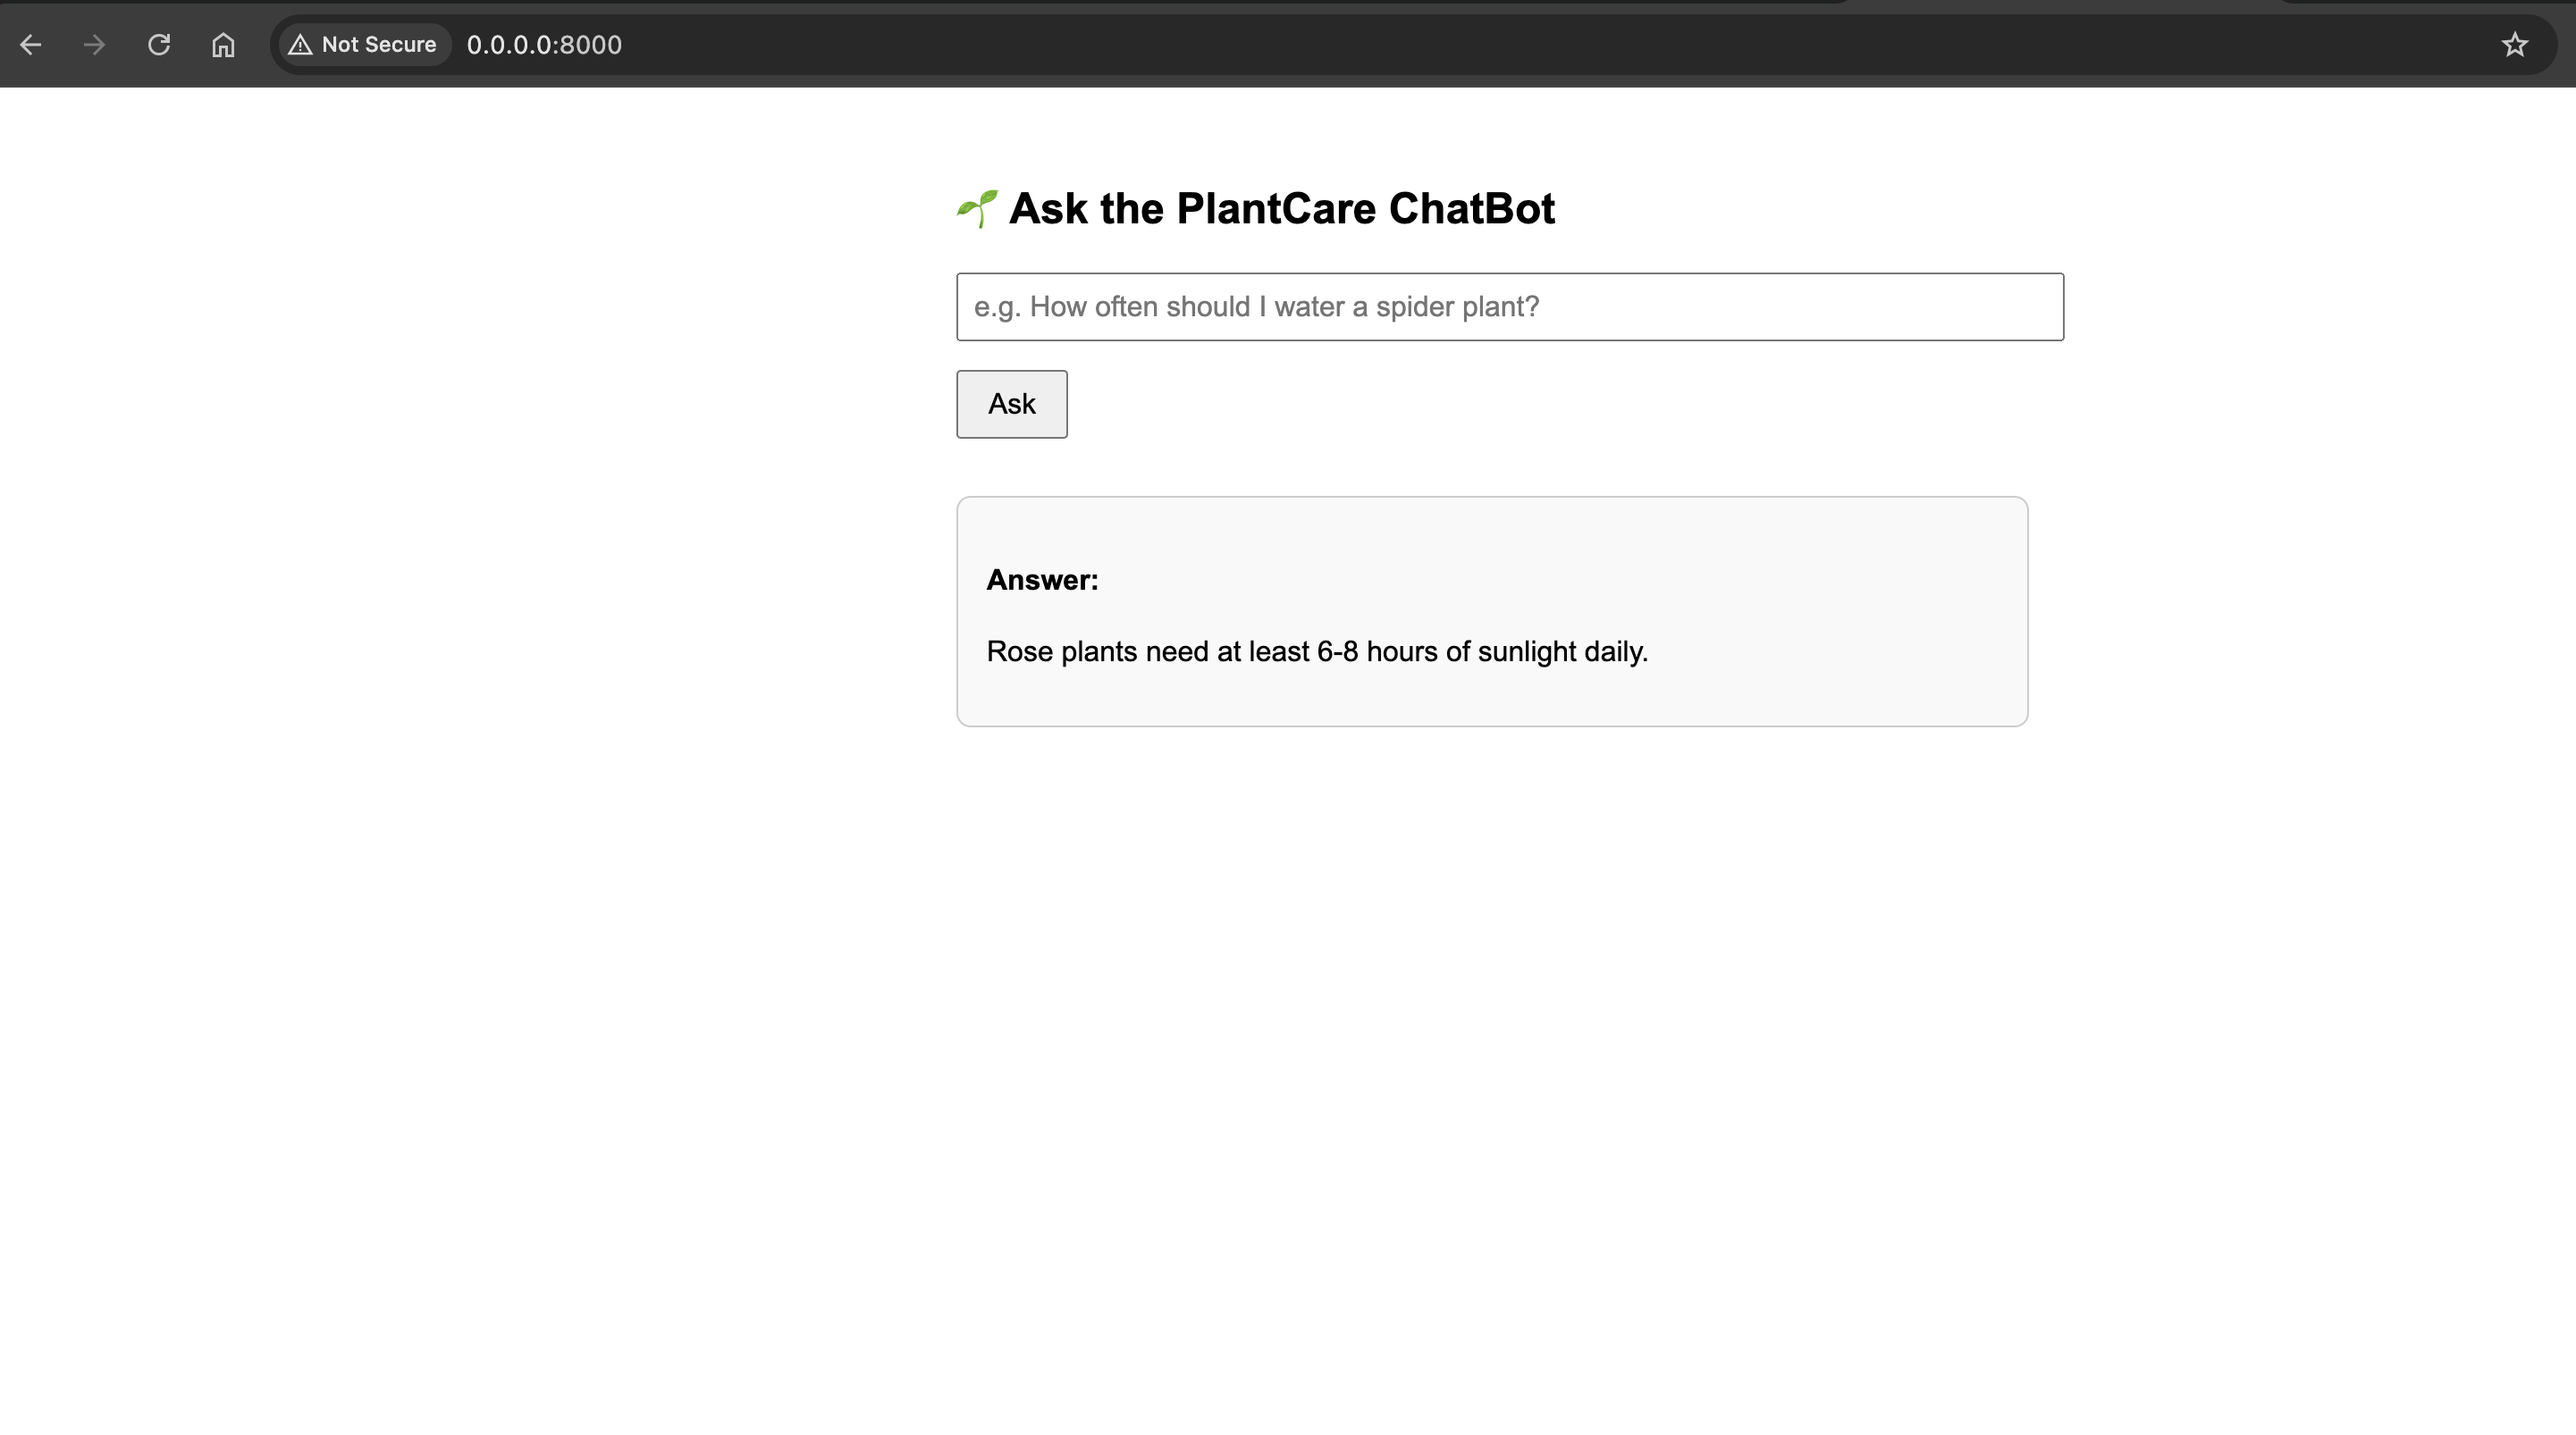 Not Secure 0.0.0.0:8000
🌱 Ask the PlantCare ChatBot
e.g. How often should I water a spider plant?
Ask
Answer:
Rose plants need at least 6-8 hours of sunlight daily.